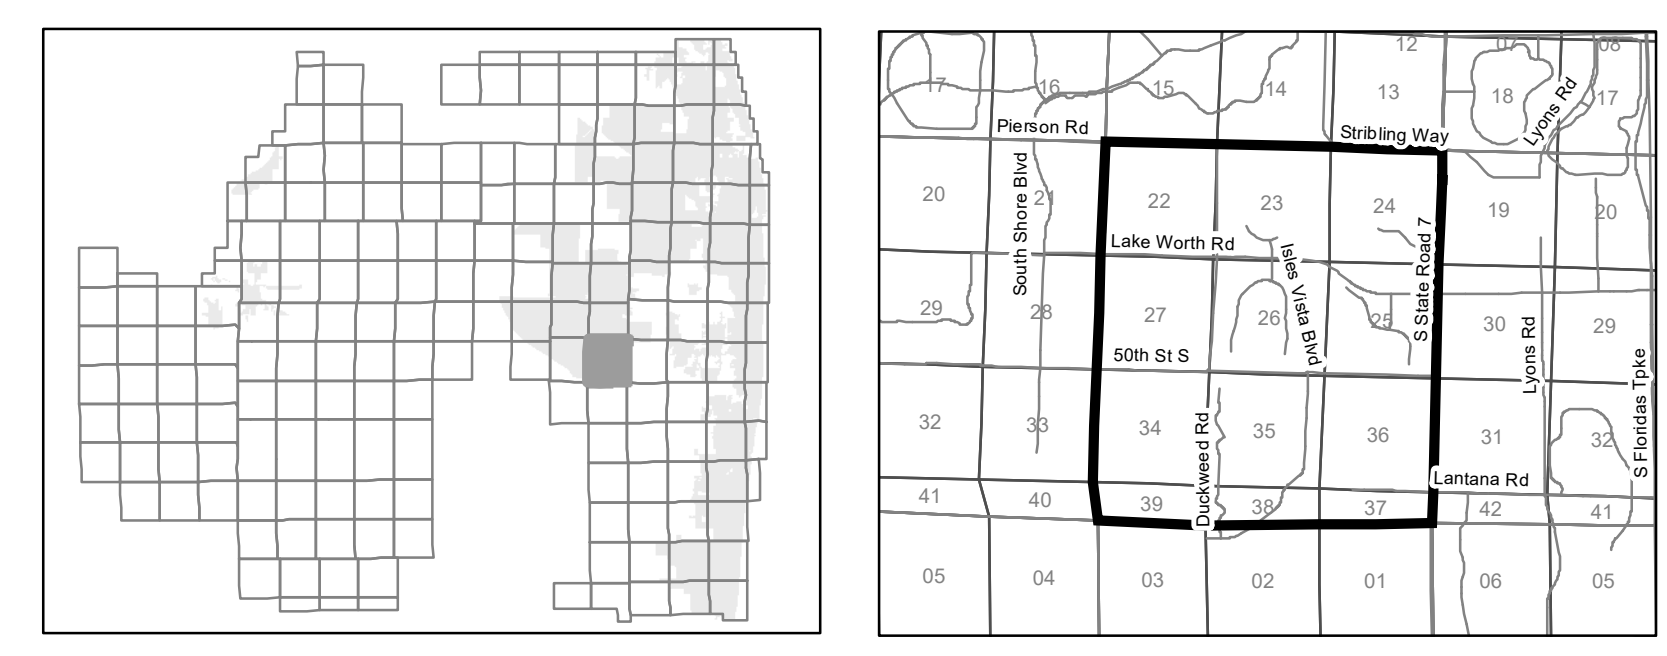 12 07 08
17 16 15 14 13 18 Lyons Rd 17
Pierson Rd Stribling Way
20 South Shore Blvd 21 22 23 24 S State Road 7 19 20
Lake Worth Rd Isles Vista Blvd
29 28 27 26 25 30 Lyons Rd 29
50th St S S Floridas Tpke
32 33 34 Duckweed Rd 35 36 31 32
Lantana Rd
41 40 39 38 37 42 41
05 04 03 02 01 06 05